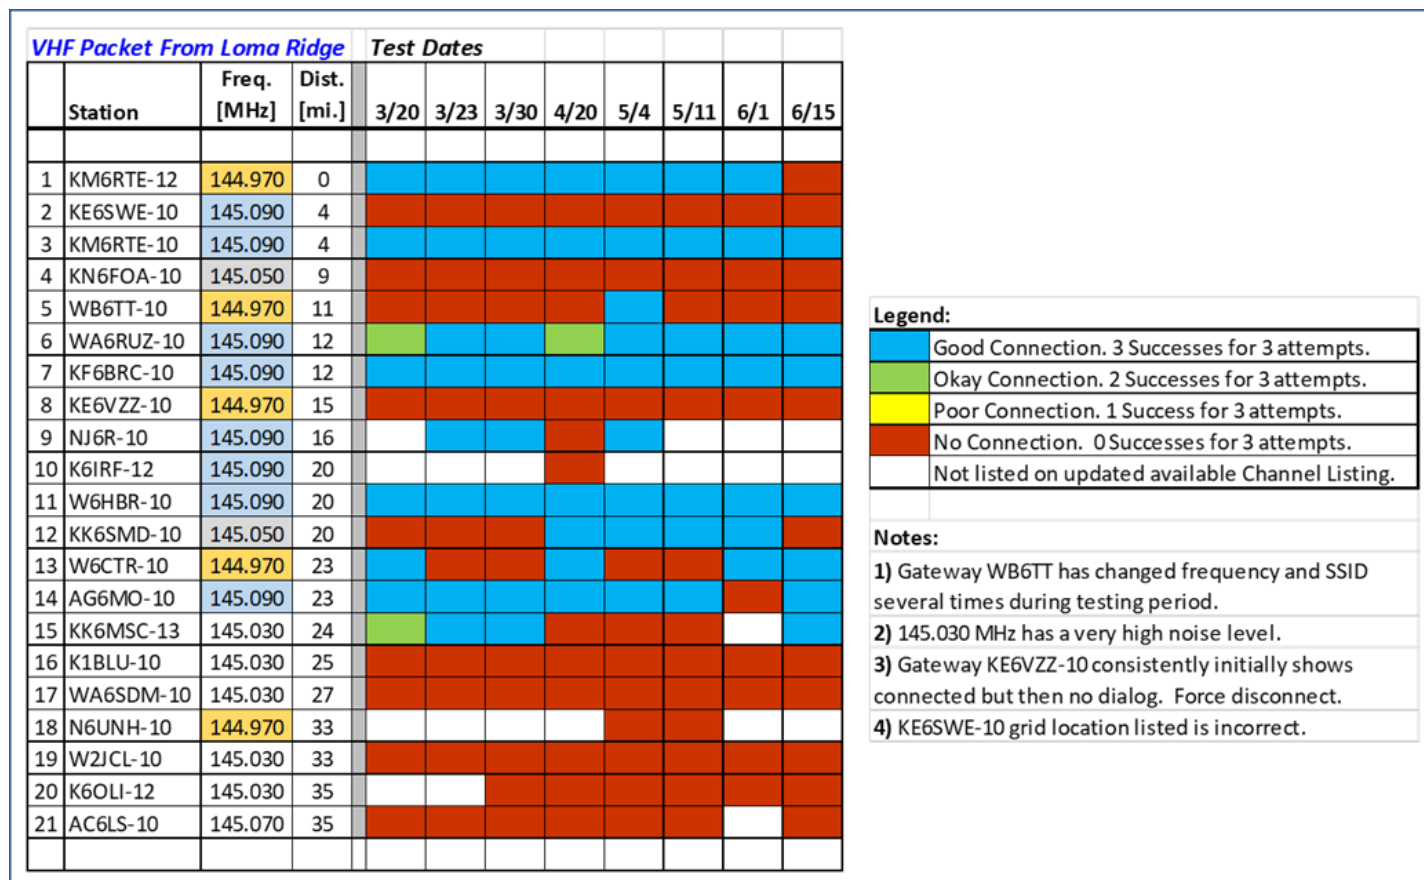 VHF Packet From Loma Ridge Test Dates
Freq. Dist.
Station [MHz] [mi.] 3/20 3/23 3/30 4/20 5/4 5/11 6/1 6/15
1 KM6RTE-12 144.970 0
2 KE6SWE-10 145.090 4
3 KM6RTE-10 145.090 4
4 KN6FOA-10 145.050 9
5 WB6TT-10 144.970 11
6 WA6RUZ-10 145.090 12
7 KF6BRC-10 145.090 12
8 KE6VZZ-10 144.970 15
9 NJ6R-10 145.090 16
10 K6IRF-12 145.090 20
11 W6HBR-10 145.090 20
12 KK6SMD-10 145.050 20
13 W6CTR-10 144.970 23
14 AG6MO-10 145.090 23
15 KK6MSC-13 145.030 24
16 K1BLU-10 145.030 25
17 WA6SDM-10 145.030 27
18 N6UNH-10 144.970 33
19 W2JCL-10 145.030 33
20 K6OLI-12 145.030 35
21 AC6LS-10 145.070 35
Legend:
Good Connection. 3 Successes for 3 attempts.
Okay Connection. 2 Successes for 3 attempts.
Poor Connection. 1 Success for 3 attempts.
No Connection. 0 Successes for 3 attempts.
Not listed on updated available Channel Listing.
Notes:
1) Gateway WB6TT has changed frequency and SSID
several times during testing period.
2) 145.030 MHz has a very high noise level.
3) Gateway KE6VZZ-10 consistently initially shows
connected but then no dialog. Force disconnect.
4) KE6SWE-10 grid location listed is incorrect.